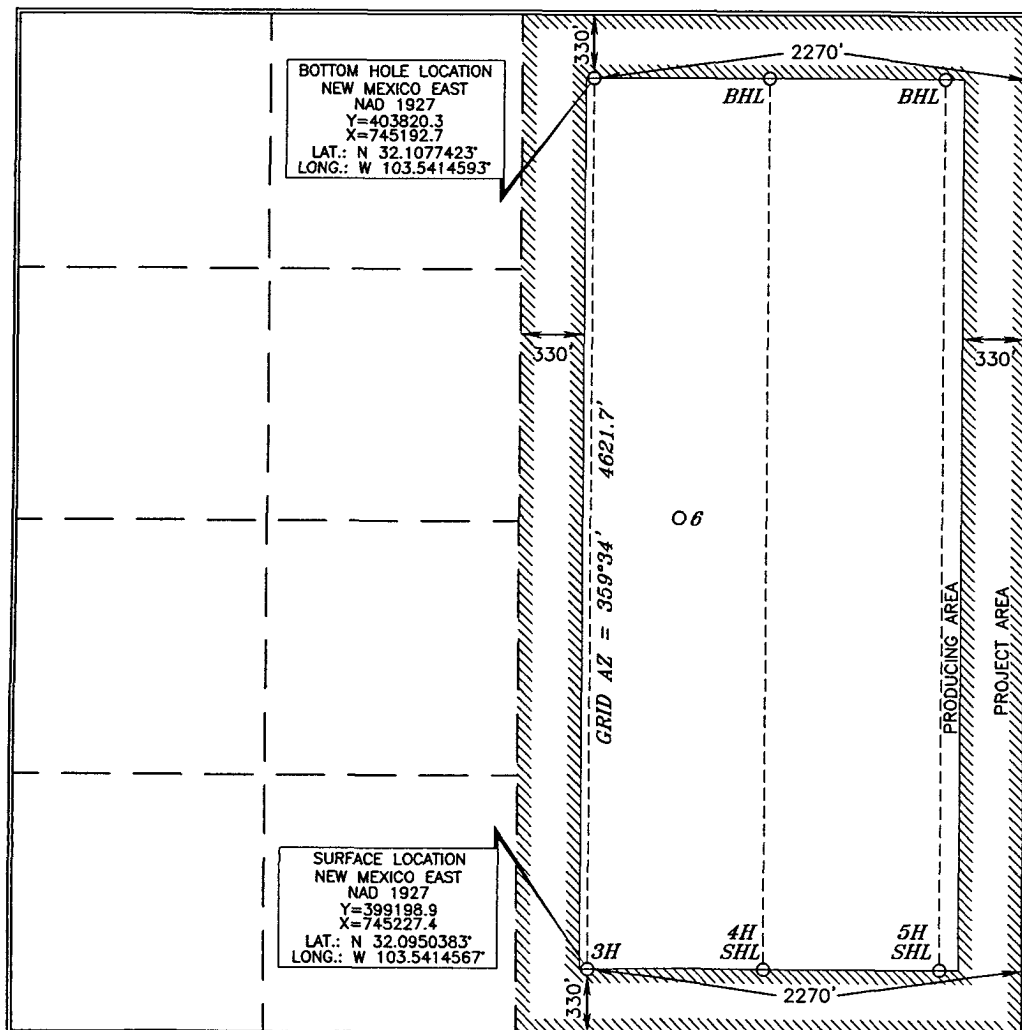 330'
2270'
BOTTOM HOLE LOCATION
NEW MEXICO EAST
NAD 1927
Y=403820.3
X=745192.7
LAT.: N 32.1077423°
LONG.: W 103.5414593°
BHL
BHL
330'
330'
4621.7'
GRID AZ = 359°34'
6
PRODUCING AREA
PROJECT AREA
SURFACE LOCATION
NEW MEXICO EAST
NAD 1927
Y=399198.9
X=745227.4
LAT.: N 32.0950383°
LONG.: W 103.5414567°
3H
4H
SHL
5H
SHL
330'
2270'